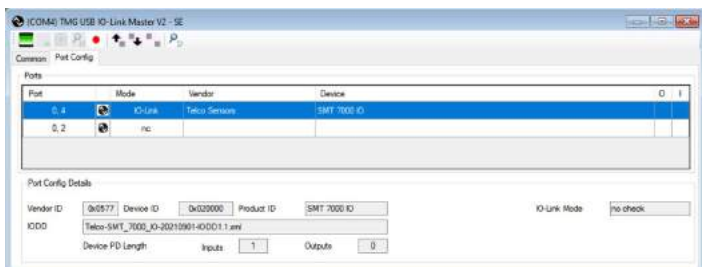 (COM4) TMG USB IO-Link Master V2 - SE
Common Port Config
Ports
Port Mode Vendor Device O I
0, 4 IO-Link Telco Sensors SMT 7000 IO
0, 2 nc
Port Config Details
Vendor ID 0x0577 Device ID 0x020000 Product ID SMT 7000 IO IO-Link Mode no check
IODD Telco-SMT_7000_IO-20210901-IODD1.1.xml
Device PD Length Inputs 1 Outputs 0